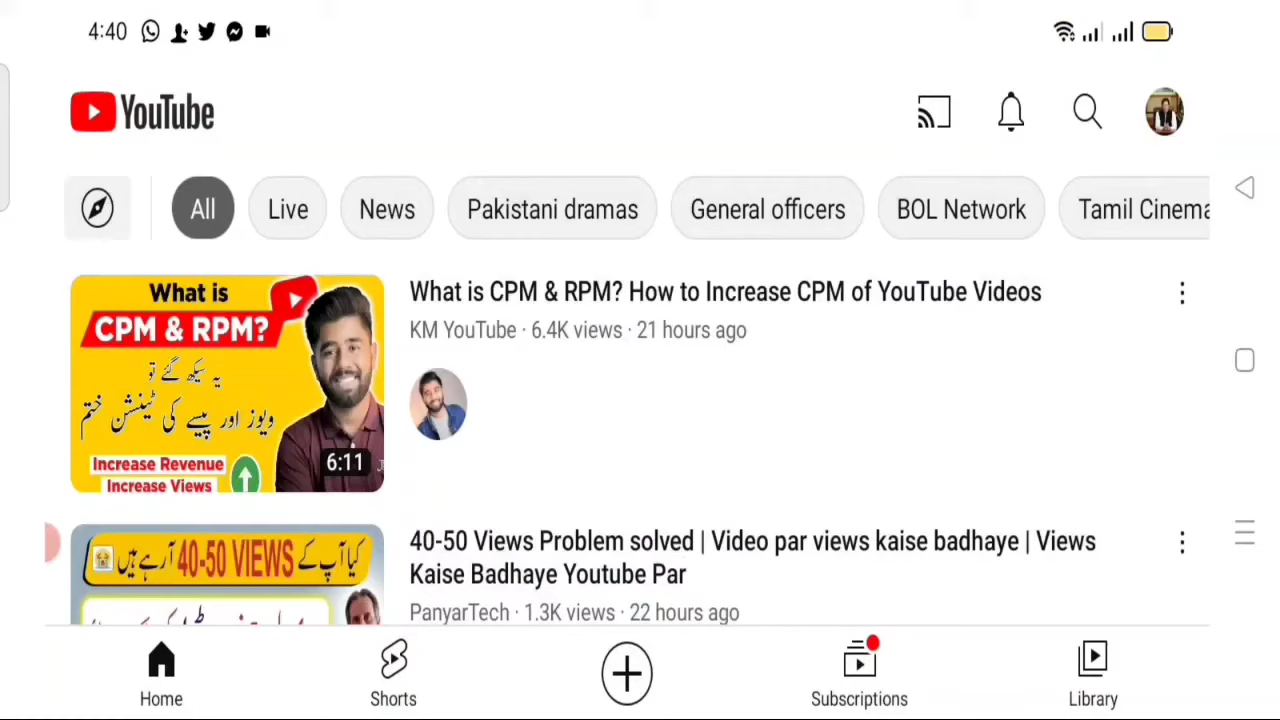 4:40
YouTube
All
Live
News
Pakistani dramas
General officers
BOL Network
Tamil Cinema
What is
CPM & RPM?
یہ سیکھ گئے تو
ویوز اور پیسے کی ٹینشن ختم
Increase Revenue
Increase Views
6:11
What is CPM & RPM? How to Increase CPM of YouTube Videos
KM YouTube · 6.4K views · 21 hours ago
کیا آپ کے 40-50 VIEWS آرہے ہیں
40-50 Views Problem solved | Video par views kaise badhaye | Views
Kaise Badhaye Youtube Par
PanyarTech · 1.3K views · 22 hours ago
Home
Shorts
Subscriptions
Library